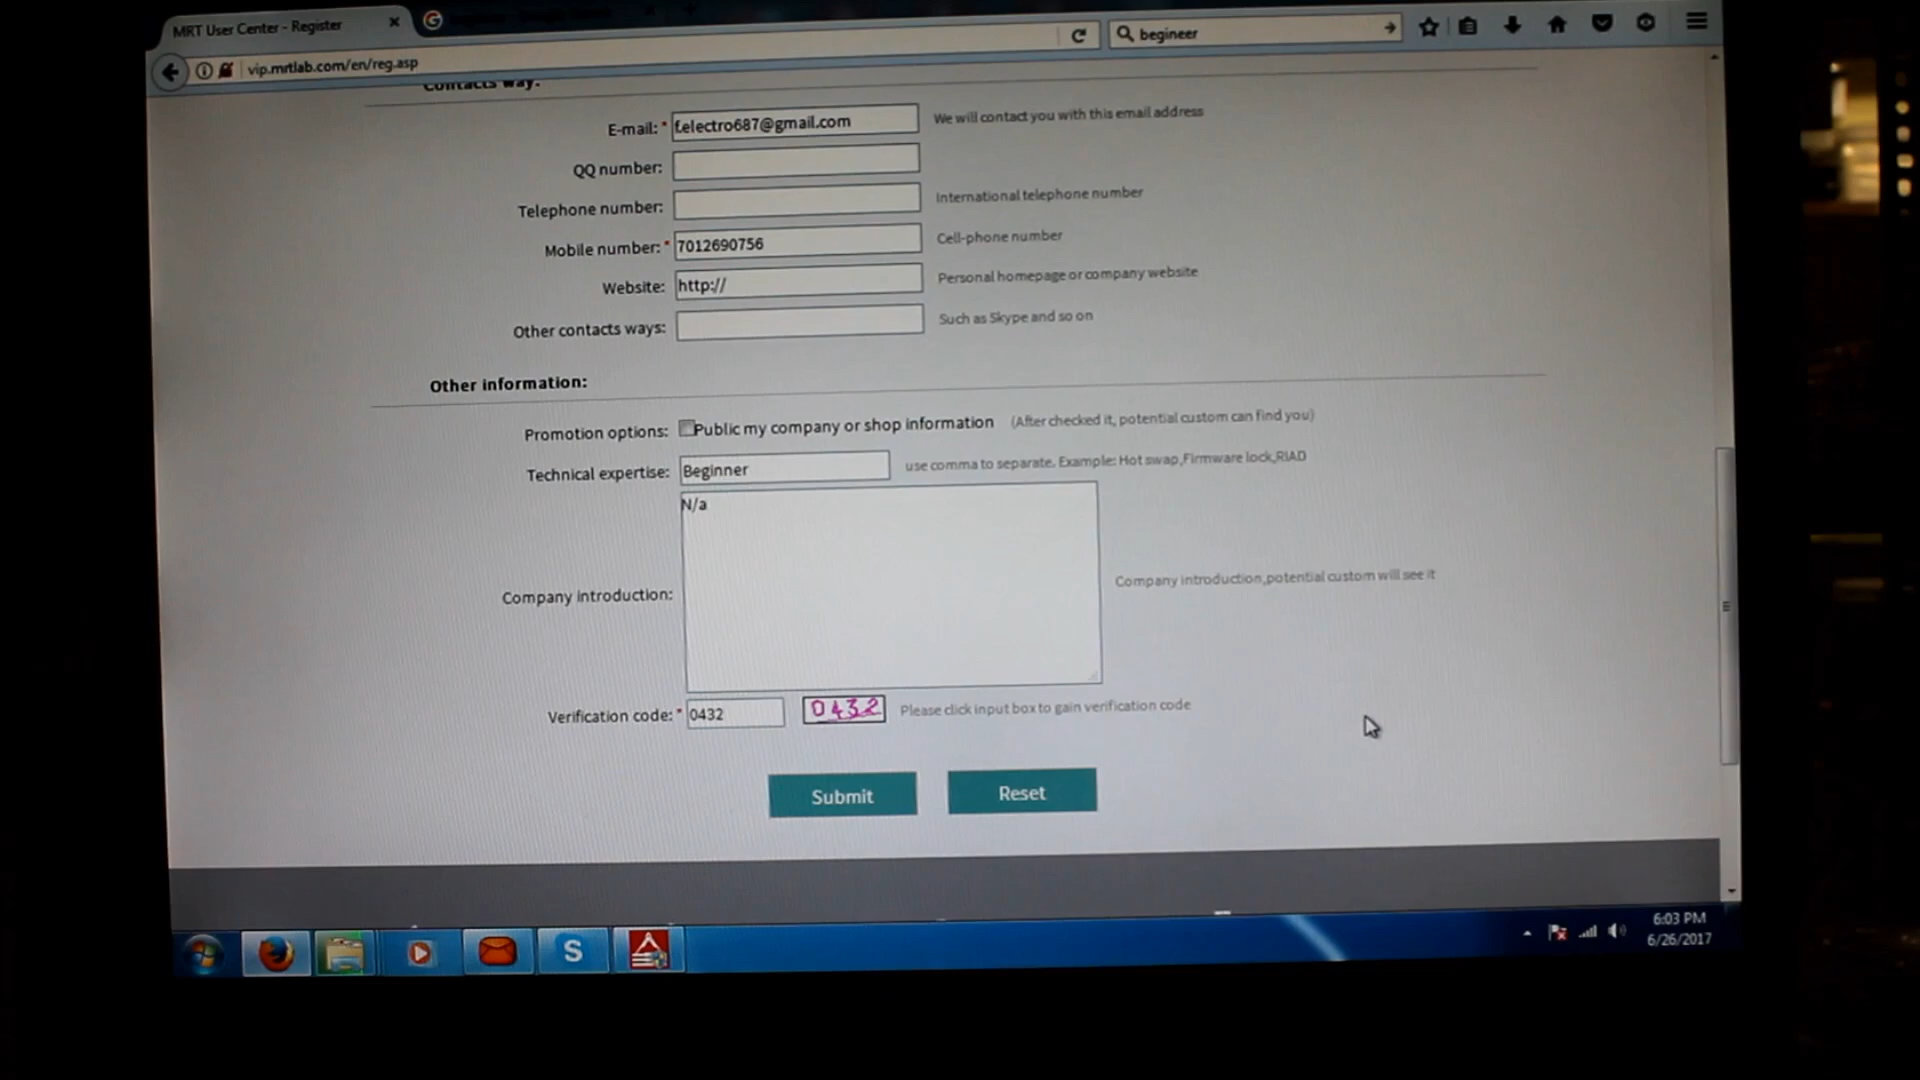 MRT User Center - Register
vip.mrtlab.com/en/reg.asp
begineer
Contacts way:
E-mail: * f.electro687@gmail.com We will contact you with this email address
QQ number:
Telephone number: International telephone number
Mobile number: * 7012690756 Cell-phone number
Website: http:// Personal homepage or company website
Other contacts ways: Such as Skype and so on
Other information:
Promotion options: Public my company or shop information (After checked it, potential custom can find you)
Technical expertise: Beginner use comma to separate. Example: Hot swap,Firmware lock,RIAD
N/a
Company introduction: Company introduction,potential custom will see it
Verification code: * 0432 0432 Please click input box to gain verification code
Submit Reset
6:03 PM
6/26/2017